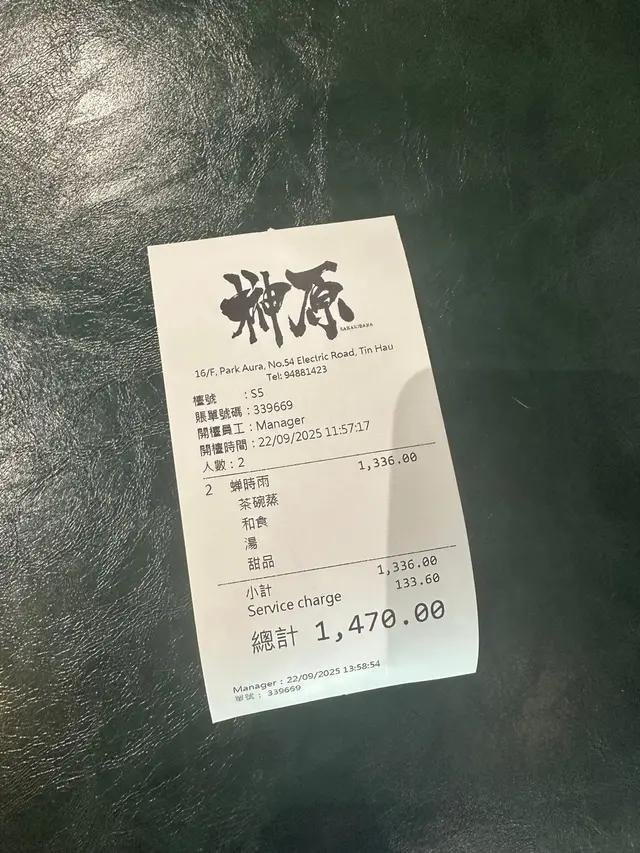 榊原
SAKAKIBARA
16/F, Park Aura, No.54 Electric Road, Tin Hau
Tel: 94881423
檯號 : S5
賬單號碼 : 339669
開檯員工 : Manager
開檯時間 : 22/09/2025 11:57:17
人數 : 2
2 蟬時雨 1,336.00
茶碗蒸
和食
湯
甜品
小計 1,336.00
Service charge 133.60
總計 1,470.00
Manager : 22/09/2025 13:58:54
單號 : 339669